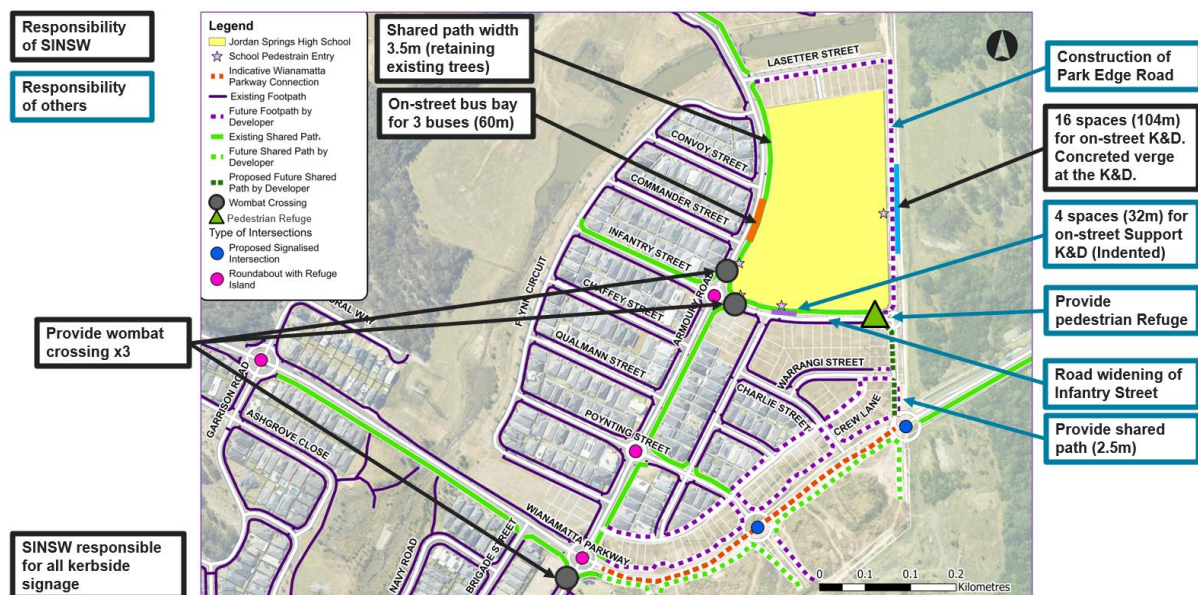 Responsibility
of SINSW
Responsibility
of others
Legend
Jordan Springs High School
School Pedestrain Entry
Indicative Wianamatta
Parkway Connection
Existing Footpath
Future Footpath by
Developer
Existing Shared Path
Future Shared Path by
Developer
Proposed Future Shared
Path by Developer
Wombat Crossing
Pedestrian Refuge
Type of Intersections
Proposed Signalised
Intersection
Roundabout with Refuge
Island
Shared path width
3.5m (retaining
existing trees)
On-street bus bay
for 3 buses (60m)
Construction of
Park Edge Road
16 spaces (104m)
for on-street K&D.
Concreted verge
at the K&D.
4 spaces (32m) for
on-street Support
K&D (Indented)
Provide
pedestrian Refuge
Road widening of
Infantry Street
Provide shared
path (2.5m)
Provide wombat
crossing x3
SINSW responsible
for all kerbside
signage
LASETTER STREET
CONVOY STREET
COMMANDER STREET
INFANTRY STREET
CHAFFEY STREET
QUALMANN STREET
POYNTING STREET
ARMOURY ROAD
WARRANGI STREET
CHARLIE STREET
CREW LANE
GARRISON ROAD
ASHGROVE CLOSE
WIANAMATTA PARKWAY
NAVY ROAD
BRIGADE STREET
0 0.1 0.1 0.2
Kilometres